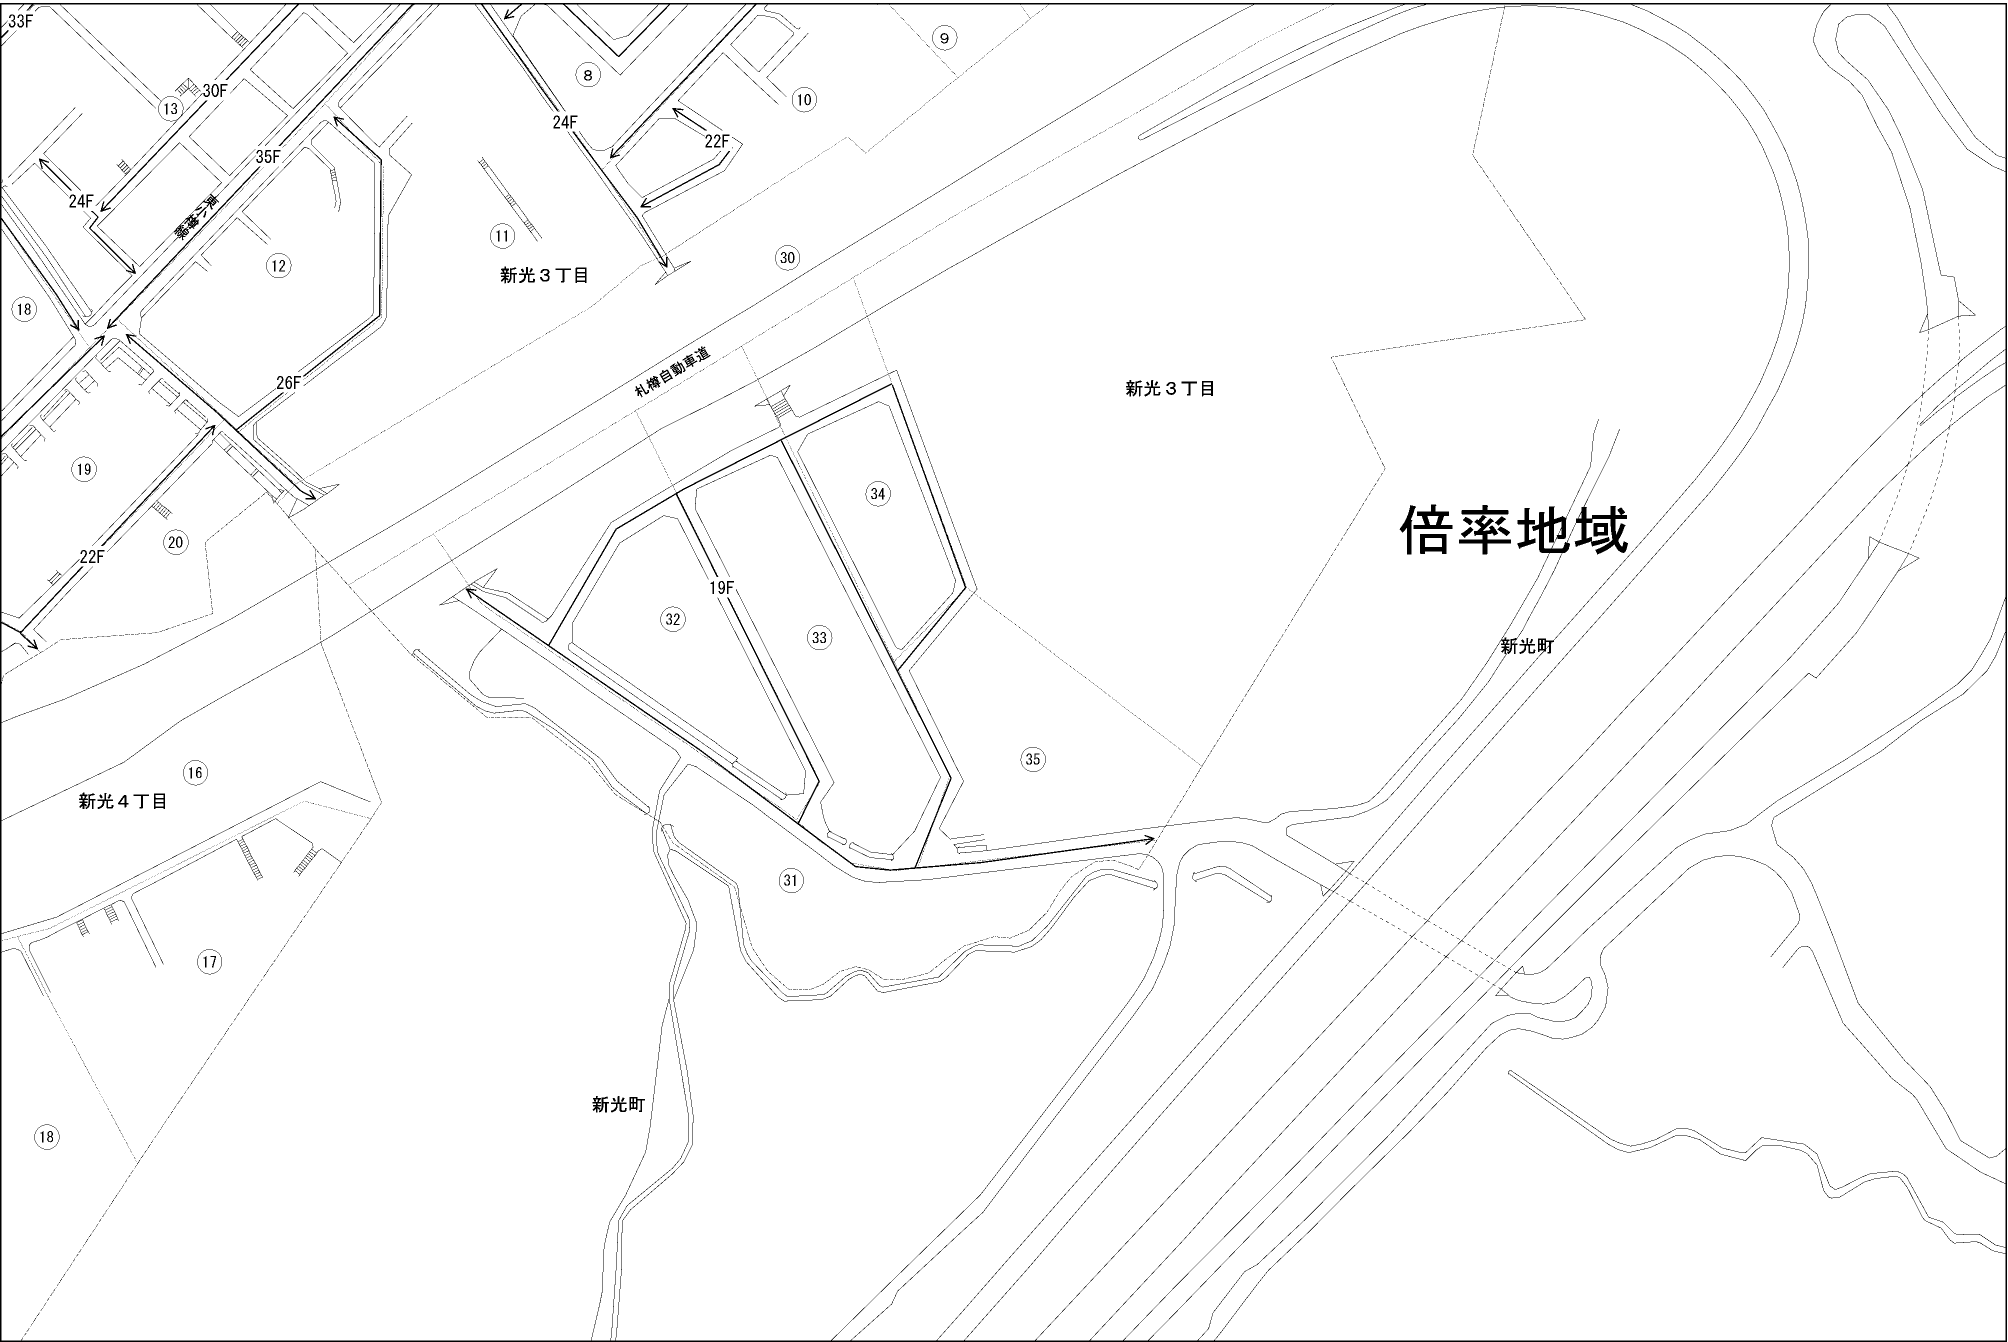 33F
⑨
⑧
30F
⑬
⑩
24F
22F
35F
24F
⑪
⑫
新光３丁目
㉚
⑱
札樽自動車道
26F
新光３丁目
⑲
㉞
倍率地域
⑳
22F
19F
㉜
㉝
新光町
㉟
⑯
新光４丁目
㉛
⑰
新光町
⑱